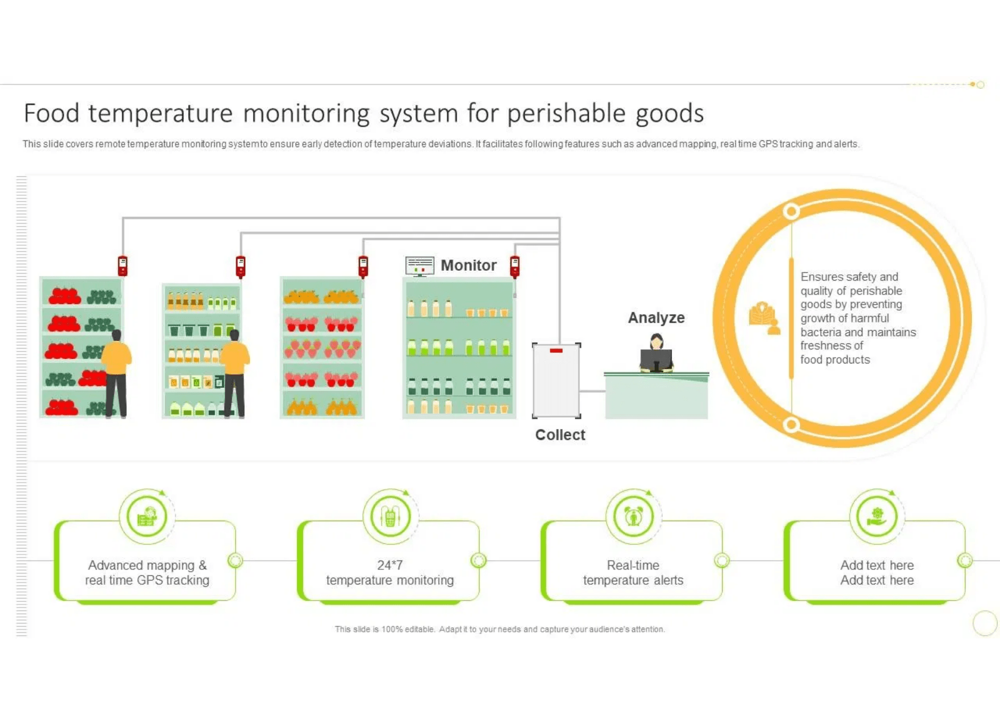 Food temperature monitoring system for perishable goods
This slide covers remote temperature monitoring system to ensure early detection of temperature deviations. It facilitates following features such as advanced mapping, real time GPS tracking and alerts.
Monitor
Analyze
Collect
Ensures safety and
quality of perishable
goods by preventing
growth of harmful
bacteria and maintains
freshness of
food products
Advanced mapping &
real time GPS tracking
24*7
temperature monitoring
Real-time
temperature alerts
Add text here
Add text here
This slide is 100% editable. Adapt it to your needs and capture your audience's attention.